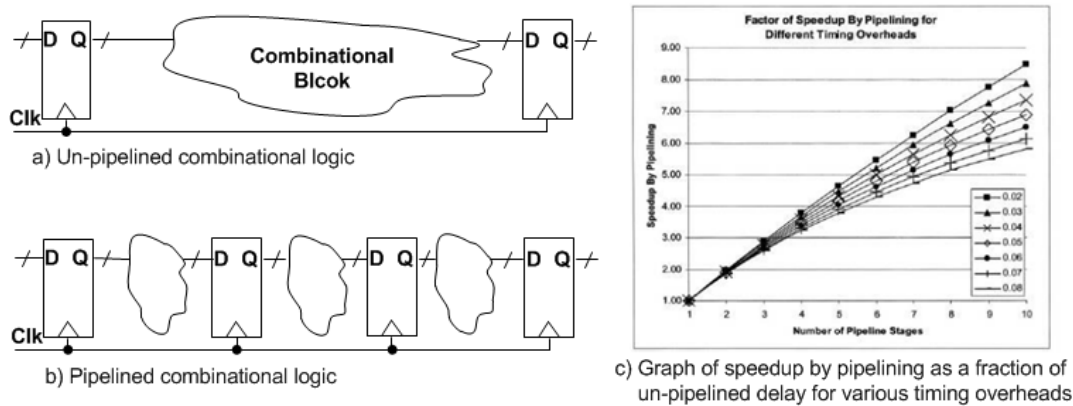 D Q
Combinational
Blcok
D Q
Clk
a) Un-pipelined combinational logic
D Q
D Q
D Q
D Q
Clk
b) Pipelined combinational logic
Factor of Speedup By Pipelining for
Different Timing Overheads
Speedup By Pipelining
9.00
8.00
7.00
6.00
5.00
4.00
3.00
2.00
1.00
0.02
0.03
0.04
0.05
0.06
0.07
0.08
1 2 3 4 5 6 7 8 9 10
Number of Pipeline Stages
c) Graph of speedup by pipelining as a fraction of
un-pipelined delay for various timing overheads